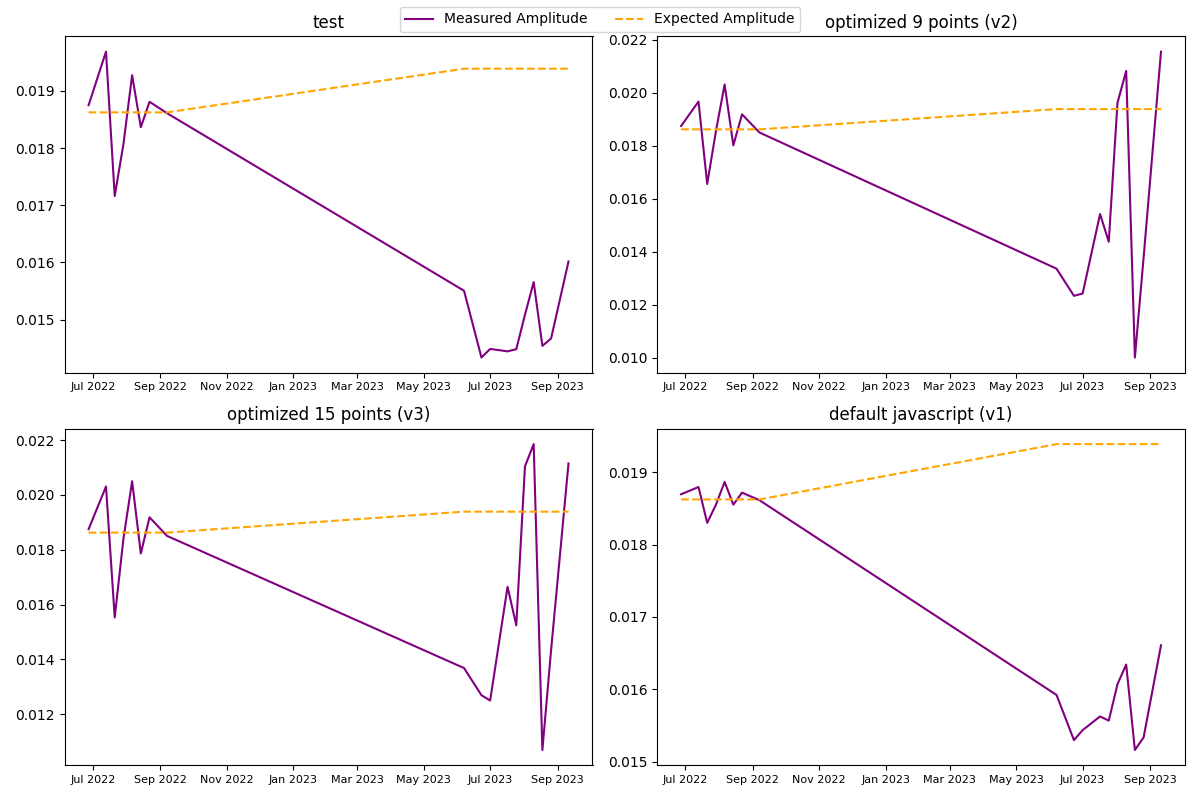 Measured Amplitude Expected Amplitude
test
0.019
0.018
0.017
0.016
0.015
Jul 2022 Sep 2022 Nov 2022 Jan 2023 Mar 2023 May 2023 Jul 2023 Sep 2023
optimized 9 points (v2)
0.022
0.020
0.018
0.016
0.014
0.012
0.010
Jul 2022 Sep 2022 Nov 2022 Jan 2023 Mar 2023 May 2023 Jul 2023 Sep 2023
optimized 15 points (v3)
0.022
0.020
0.018
0.016
0.014
0.012
Jul 2022 Sep 2022 Nov 2022 Jan 2023 Mar 2023 May 2023 Jul 2023 Sep 2023
default javascript (v1)
0.019
0.018
0.017
0.016
0.015
Jul 2022 Sep 2022 Nov 2022 Jan 2023 Mar 2023 May 2023 Jul 2023 Sep 2023